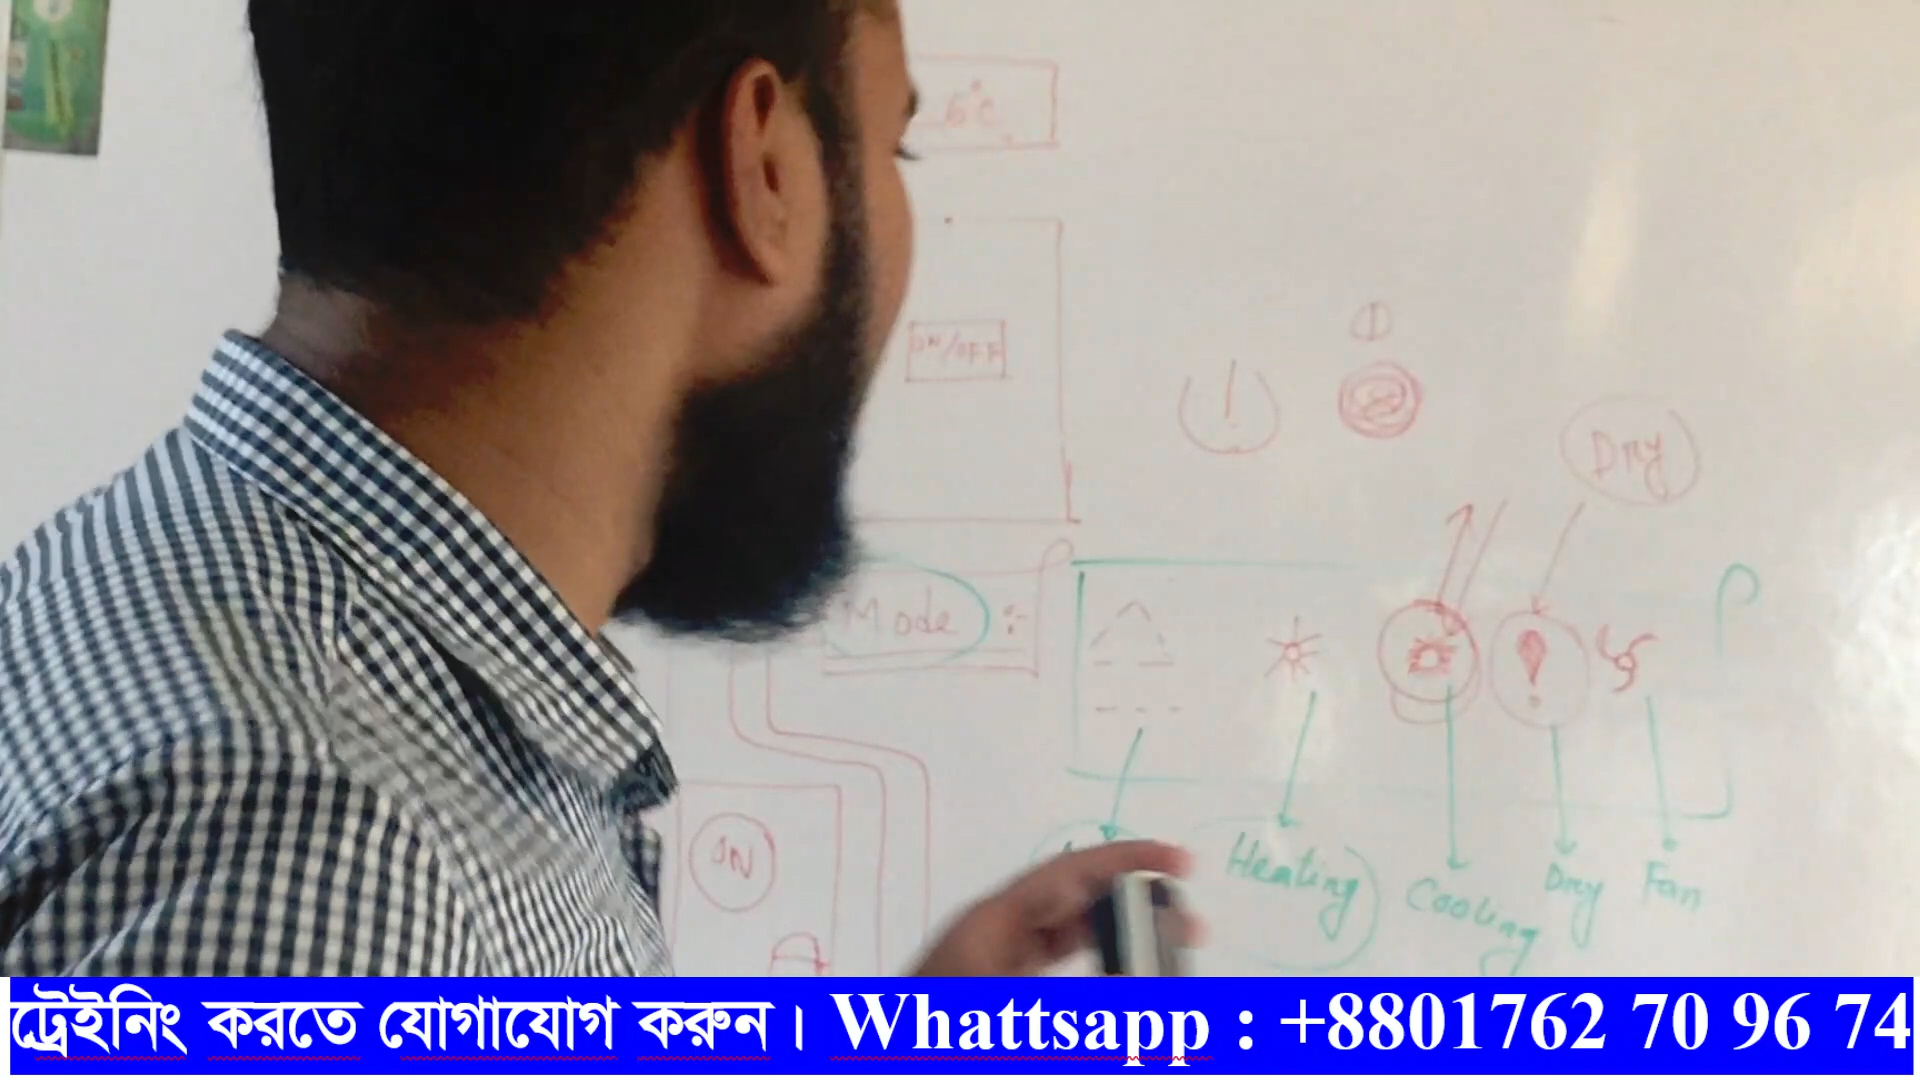 6°C
ON/OFF
Dry
Mode :-
ON
Heating
Cooling
Dry
Fan
ট্রেইনিং করতে যোগাযোগ করুন। Whattsapp : +8801762 70 96 74